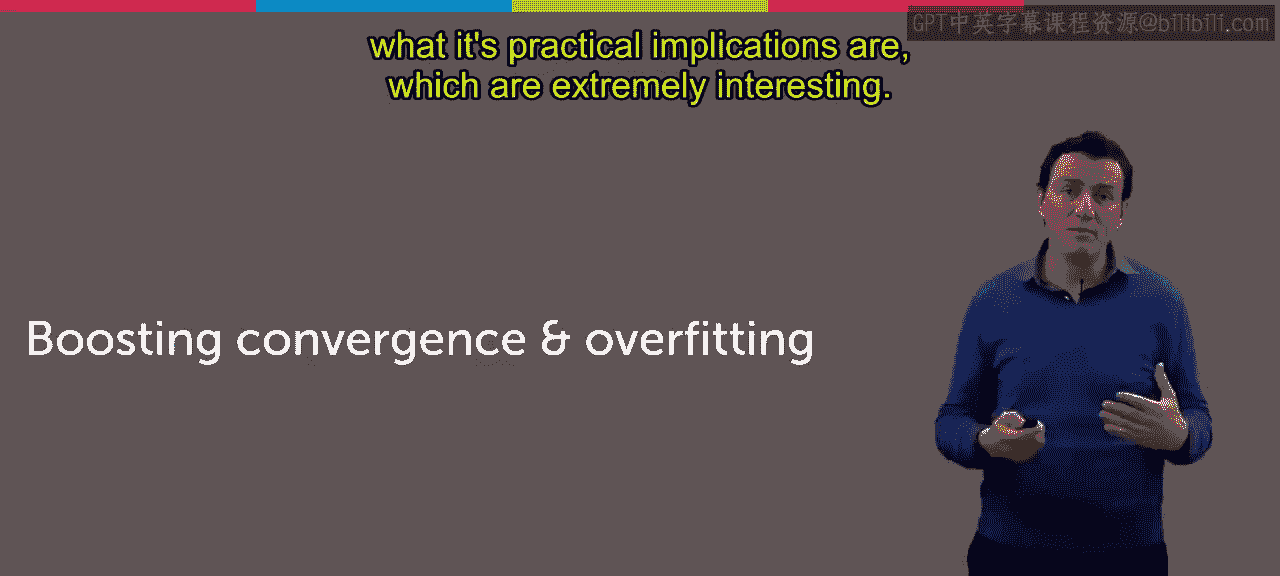 GPT中英字幕课程资源@bilibili.com
what it's practical implications are,
which are extremely interesting.
Boosting convergence & overfitting